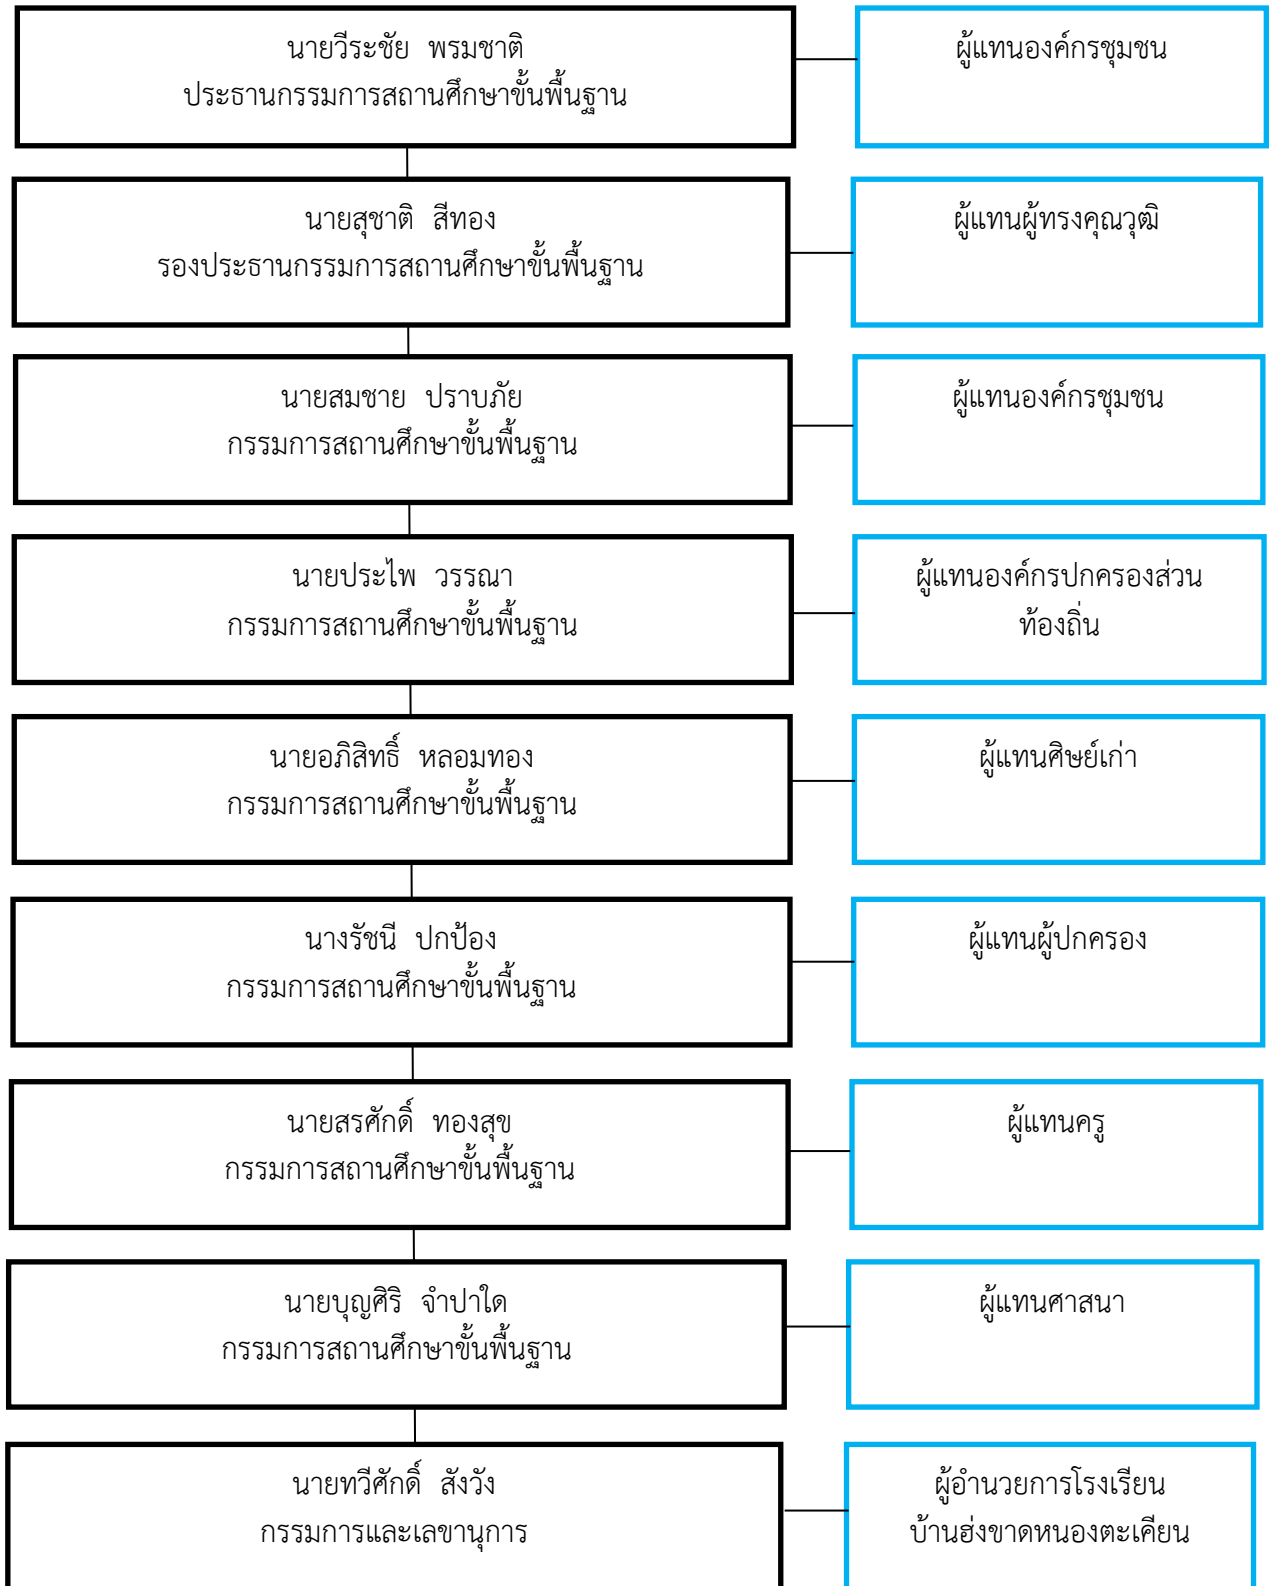 นายวีระชัย พรมชาติ
ประธานกรรมการสถานศึกษาขั้นพื้นฐาน
ผู้แทนองค์กรชุมชน
นายสุชาติ สีทอง
รองประธานกรรมการสถานศึกษาขั้นพื้นฐาน
ผู้แทนผู้ทรงคุณวุฒิ
นายสมชาย ปราบภัย
กรรมการสถานศึกษาขั้นพื้นฐาน
ผู้แทนองค์กรชุมชน
นายประไพ วรรณา
กรรมการสถานศึกษาขั้นพื้นฐาน
ผู้แทนองค์กรปกครองส่วน
ท้องถิ่น
นายอภิสิทธิ์ หลอมทอง
กรรมการสถานศึกษาขั้นพื้นฐาน
ผู้แทนศิษย์เก่า
นางรัชนี ปกป้อง
กรรมการสถานศึกษาขั้นพื้นฐาน
ผู้แทนผู้ปกครอง
นายสรศักดิ์ ทองสุข
กรรมการสถานศึกษาขั้นพื้นฐาน
ผู้แทนครู
นายบุญศิริ จำปาใด
กรรมการสถานศึกษาขั้นพื้นฐาน
ผู้แทนศาสนา
นายทวีศักดิ์ สังวัง
กรรมการและเลขานุการ
ผู้อำนวยการโรงเรียน
บ้านฮ่งขาดหนองตะเคียน